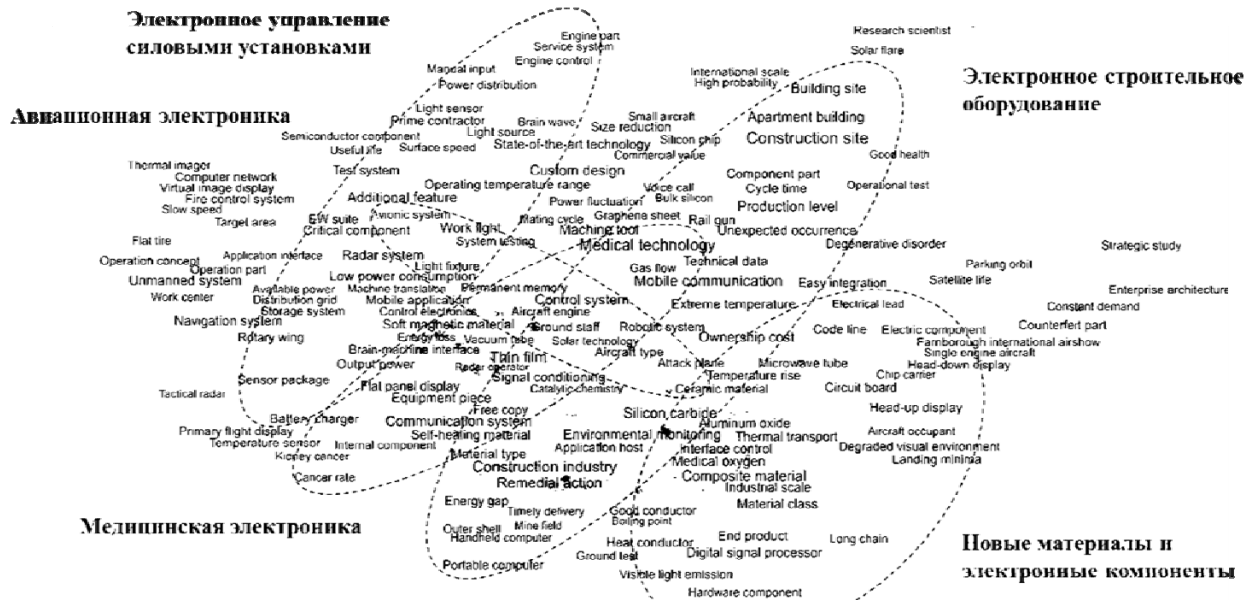 Электронное управление
силовыми установками
Engine part
Service system
Engine control
Research scientist
Solar flare
Manual input
Power distribution
International scale
High probability
Building site
Электронное строительное
оборудование
Авиационная электроника
Light sensor
Prime contractor
Brain wave
Small aircraft
Size reduction
Apartment building
Semiconductor component
Light source
Silicon chip
Construction site
Useful life
Surface speed
State-of-the-art technology
Commercial value
Good health
Thermal imager
Computer network
Virtual image display
Fire control system
Slow speed
Target area
Test system
Custom design
Component part
Operating temperature range
Voice call
Cycle time
Operational test
Additional feature
Power fluctuation
Bulk silicon
Production level
EW suite
Avionic system
Mating cycle
Graphene sheet
Rail gun
Critical component
Work light
Machine tool
Unexpected occurrence
Flat tire
System testing
Medical technology
Degenerative disorder
Strategic study
Operation concept
Application interface
Radar system
Technical data
Operation part
Light fixture
Gas flow
Parking orbit
Unmanned system
Low power consumption
Mobile communication
Easy integration
Satellite life
Work center
Available power
Machine translation
Permanent memory
Enterprise architecture
Distribution grid
Mobile application
Control system
Extreme temperature
Electrical lead
Storage system
Control electronics
Aircraft engine
Constant demand
Navigation system
Soft magnetic material
Ground staff
Robotic system
Code line
Electric component
Counterfeit part
Rotary wing
Energy loss
Vacuum tube
Solar technology
Ownership cost
Farnborough international airshow
Brain-machine interface
Thin film
Aircraft type
Single engine aircraft
Output power
Radar operator
Attack plane
Microwave tube
Head-down display
Sensor package
Signal conditioning
Temperature rise
Chip carrier
Tactical radar
Flat panel display
Catalytic chemistry
Ceramic material
Circuit board
Equipment piece
Free copy
Silicon carbide
Head-up display
Battery charger
Communication system
Aluminum oxide
Primary flight display
Self-healing material
Environmental monitoring
Thermal transport
Aircraft occupant
Temperature sensor
Internal component
Application host
Interface control
Degraded visual environment
Kidney cancer
Material type
Medical oxygen
Landing minima
Cancer rate
Construction industry
Composite material
Remedial action
Industrial scale
Energy gap
Material class
Медицинская электроника
Timely delivery
Good conductor
Outer shell
Mine field
Boiling point
Handheld computer
Heat conductor
End product
Long chain
Новые материалы и
электронные компоненты
Ground test
Digital signal processor
Portable computer
Visible light emission
Hardware component